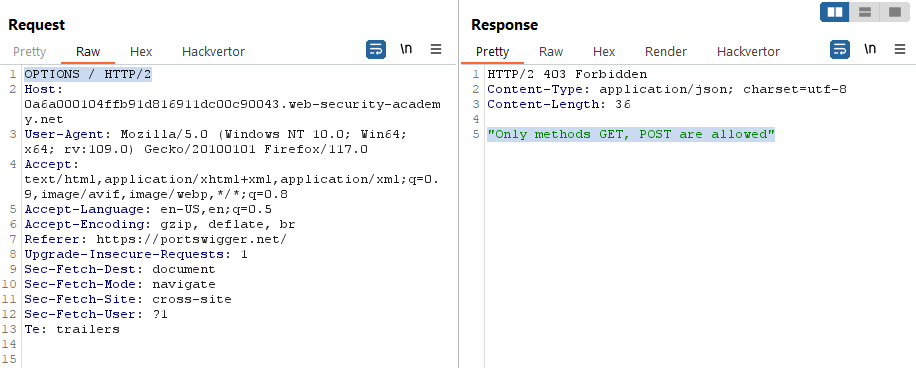 Request
Pretty Raw Hex Hackvertor \n
1 OPTIONS / HTTP/2
2 Host:
0a6a000104ffb91d816911dc00c90043.web-security-academ
y.net
3 User-Agent: Mozilla/5.0 (Windows NT 10.0; Win64;
x64; rv:109.0) Gecko/20100101 Firefox/117.0
4 Accept:
text/html,application/xhtml+xml,application/xml;q=0.
9,image/avif,image/webp,*/*;q=0.8
5 Accept-Language: en-US,en;q=0.5
6 Accept-Encoding: gzip, deflate, br
7 Referer: https://portswigger.net/
8 Upgrade-Insecure-Requests: 1
9 Sec-Fetch-Dest: document
10 Sec-Fetch-Mode: navigate
11 Sec-Fetch-Site: cross-site
12 Sec-Fetch-User: ?1
13 Te: trailers
14
15
Response
Pretty Raw Hex Render Hackvertor \n
1 HTTP/2 403 Forbidden
2 Content-Type: application/json; charset=utf-8
3 Content-Length: 36
4
5 "Only methods GET, POST are allowed"